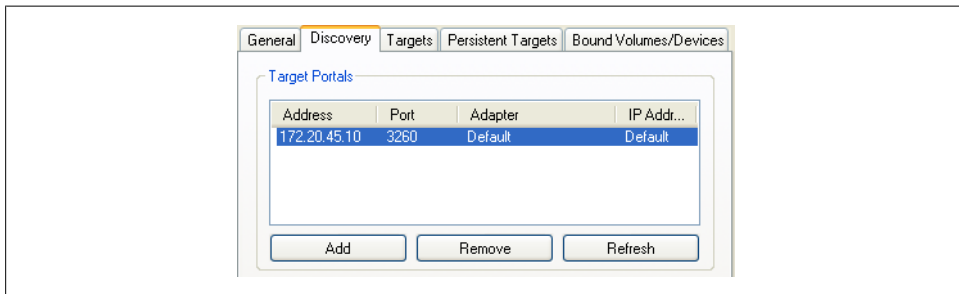 General Discovery Targets Persistent Targets Bound Volumes/Devices
Target Portals
Address Port Adapter IP Addr...
172.20.45.10 3260 Default Default
Add Remove Refresh